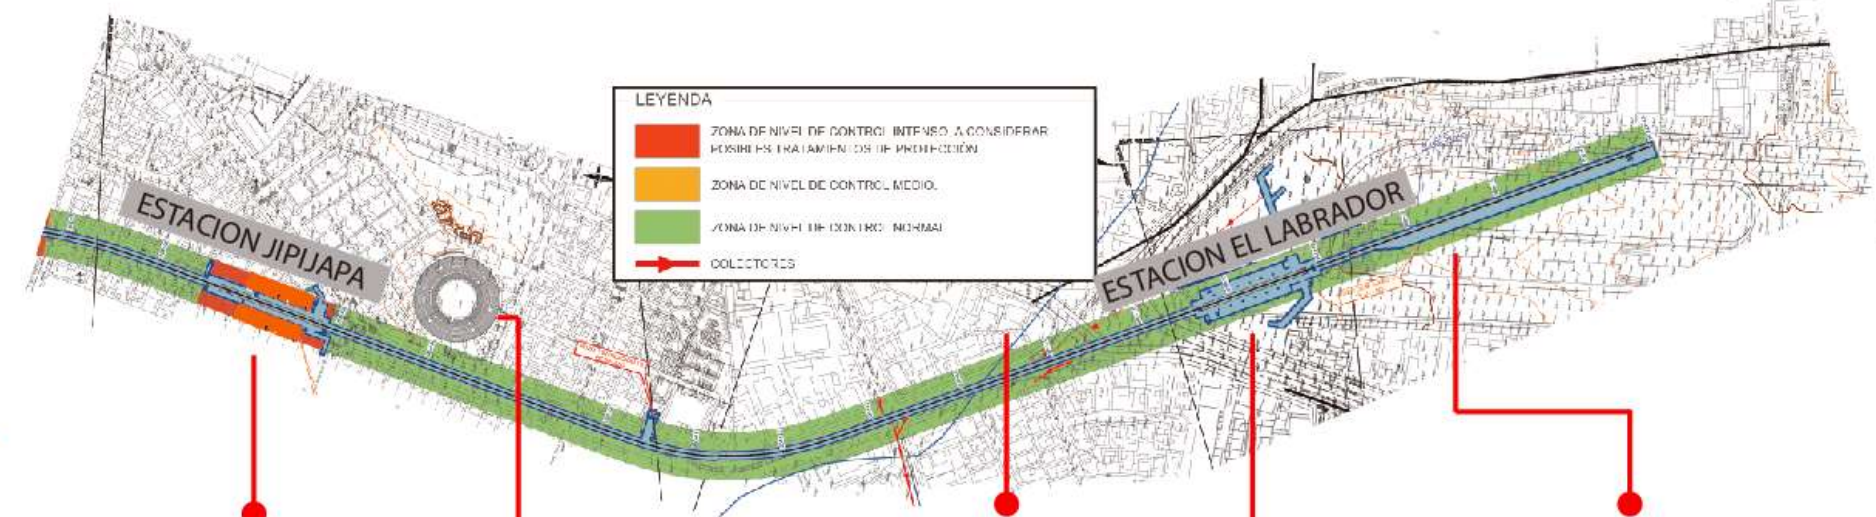 LEYENDA
ZONA DE NIVEL DE CONTROL INTENSO, A CONSIDERAR
POSIBLES TRATAMIENTOS DE PROTECCIÓN
ZONA DE NIVEL DE CONTROL MEDIO.
ZONA DE NIVEL DE CONTROL NORMAL
COLECTORES
ESTACION JIPIJAPA
ESTACION EL LABRADOR